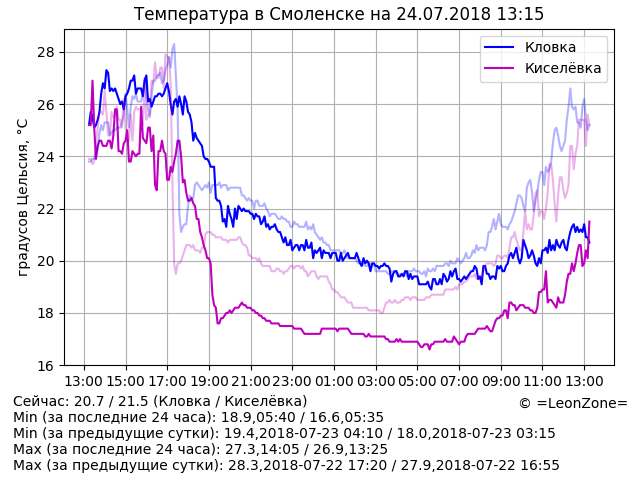 Температура в Смоленске на 24.07.2018 13:15
градусов Цельсия, °C
28
26
24
22
20
18
16
Кловка
Киселёвка
13:00 15:00 17:00 19:00 21:00 23:00 01:00 03:00 05:00 07:00 09:00 11:00 13:00
Сейчас: 20.7 / 21.5 (Кловка / Киселёвка)
© =LeonZone=
Min (за последние 24 часа): 18.9,05:40 / 16.6,05:35
Min (за предыдущие сутки): 19.4,2018-07-23 04:10 / 18.0,2018-07-23 03:15
Max (за последние 24 часа): 27.3,14:05 / 26.9,13:25
Max (за предыдущие сутки): 28.3,2018-07-22 17:20 / 27.9,2018-07-22 16:55